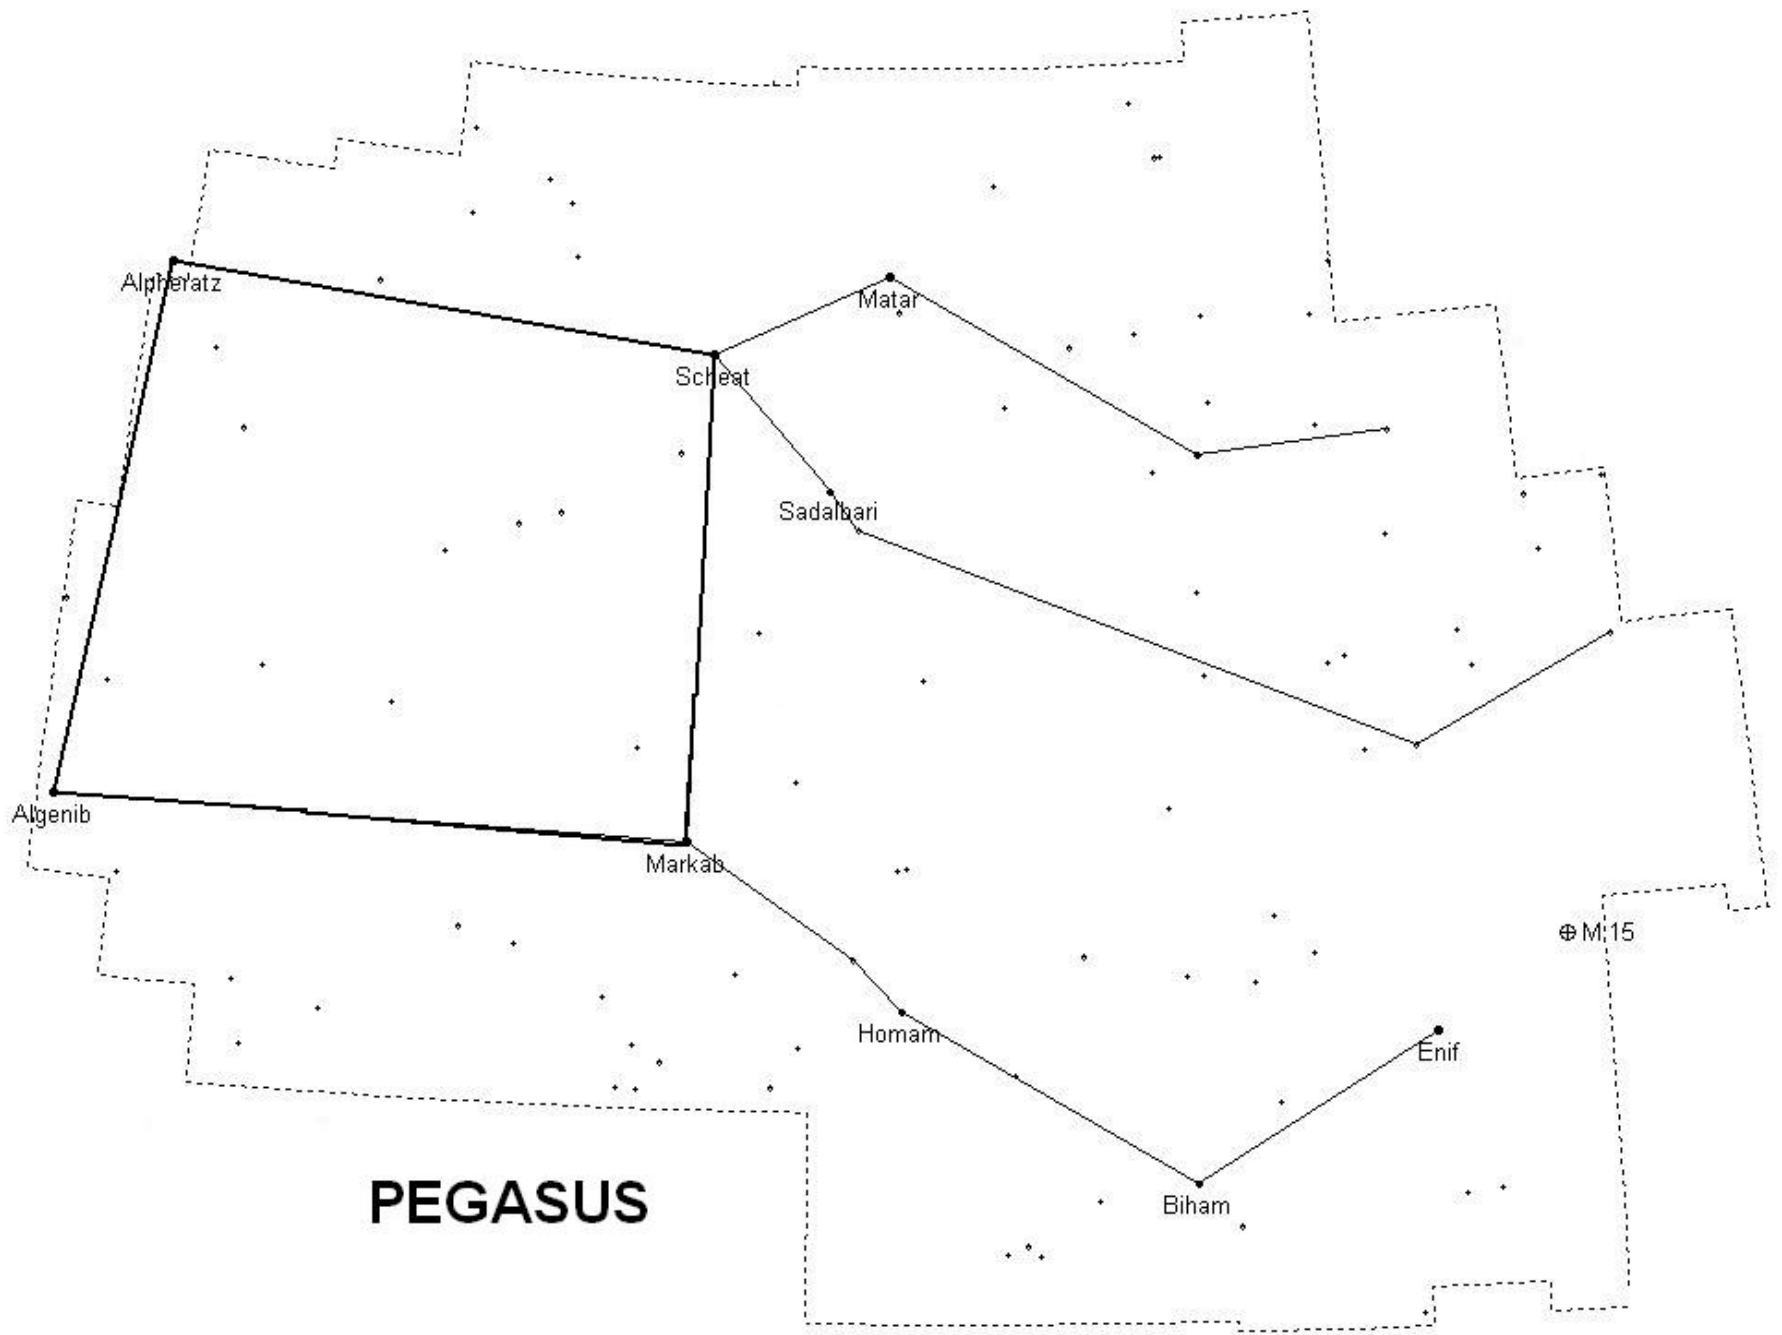 Alpheratz
Matar
Scheat
Sadalbari
Algenib
Markab
M 15
Homam
Enif
Biham
PEGASUS